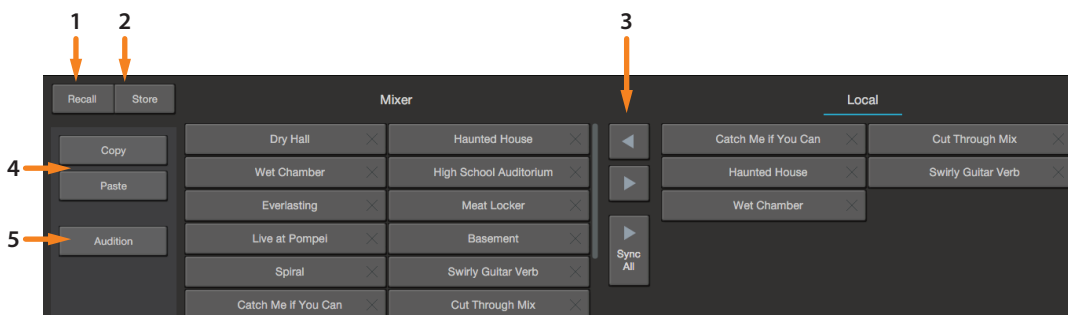 1 2 3
Recall Store Mixer Local
Copy Dry Hall Haunted House Catch Me if You Can Cut Through Mix
4
Paste Wet Chamber High School Auditorium Haunted House Swirly Guitar Verb
Everlasting Meat Locker Wet Chamber
5 Audition Live at Pompei Basement
Sync
All
Spiral Swirly Guitar Verb
Catch Me if You Can Cut Through Mix